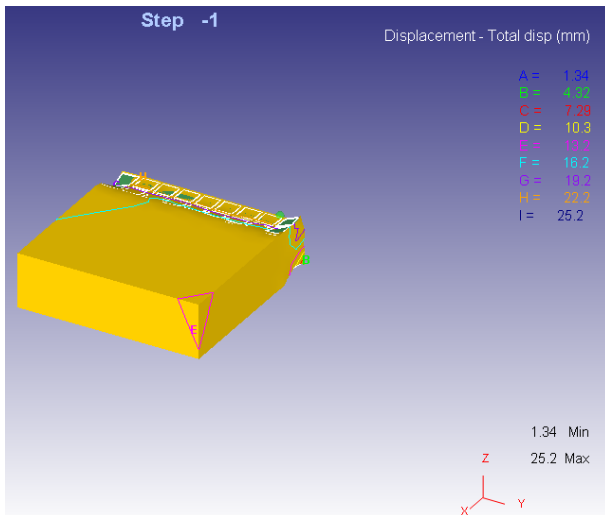 Step -1
Displacement - Total disp (mm)
A = 1.34
B = 4.32
C = 7.29
D = 10.3
E =
F = 16.2
G = 19.2
H = 22.2
I = 25.2
E
1.34 Min
25.2 Max
Z
X
Y